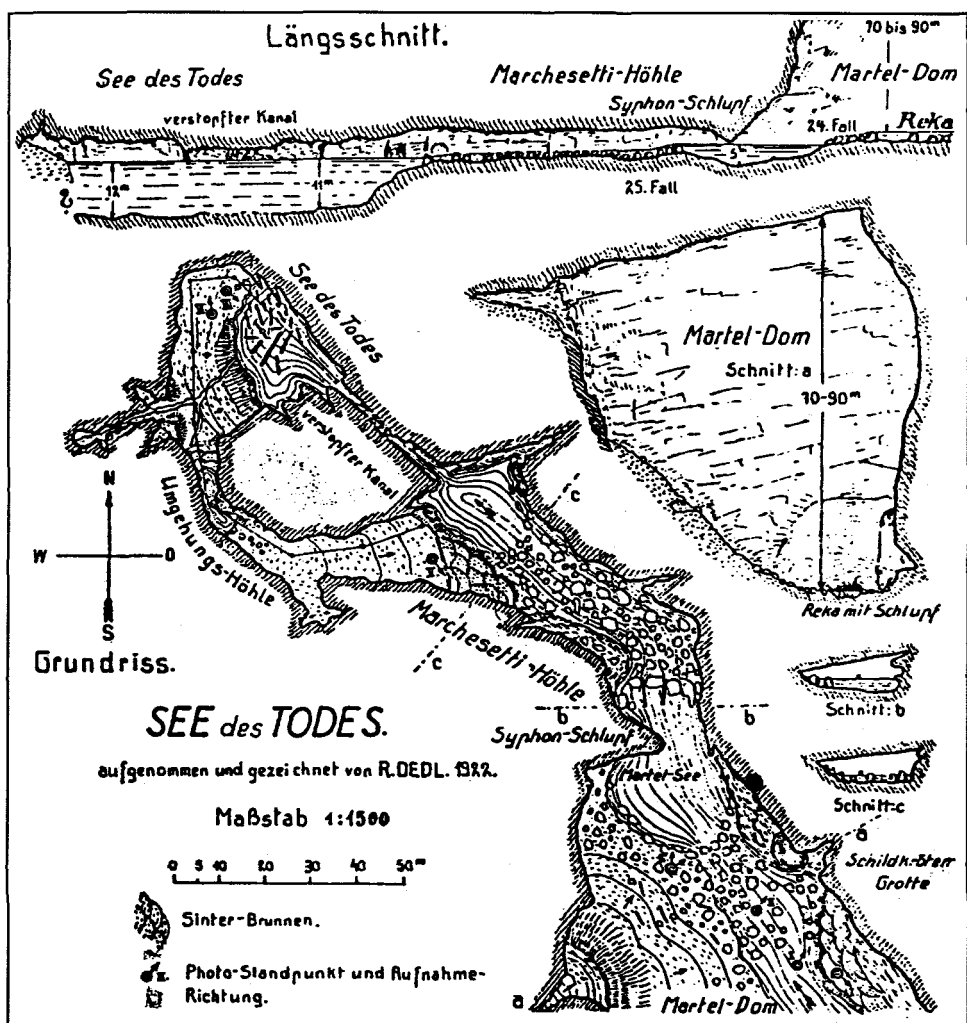 Längsschnitt.
70 bis 90m
See des Todes
Marchesetti-Höhle
Martel-Dom
verstopfter Kanal
Syphon-Schlupf
24. Fall
Reka
12m
11m
5m
?
25. Fall
See des Todes
Martel-Dom
Schnitt: a
70-90m
verstopfter Kanal
c
N
W
O
S
Umgehungs-Höhle
Reka mit Schlupf
Marchesetti-Höhle
c
Grundriss.
b
b
Schnitt: b
SEE des TODES.
Syphon-Schlupf
aufgenommen und gezeichnet von R. OEDL. 1922.
Martel-See
Schnitt-c
a
Maßstab 1:1500
Schildkröten
Grotte
0 5 10 20 30 40 50m
Sinter-Brunnen.
Photo-Standpunkt und Aufnahme-
Richtung.
a
Martel-Dom